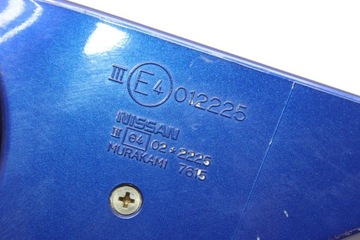 III E4 012225
NISSAN
III e4 02*2225
MURAKAMI 7615